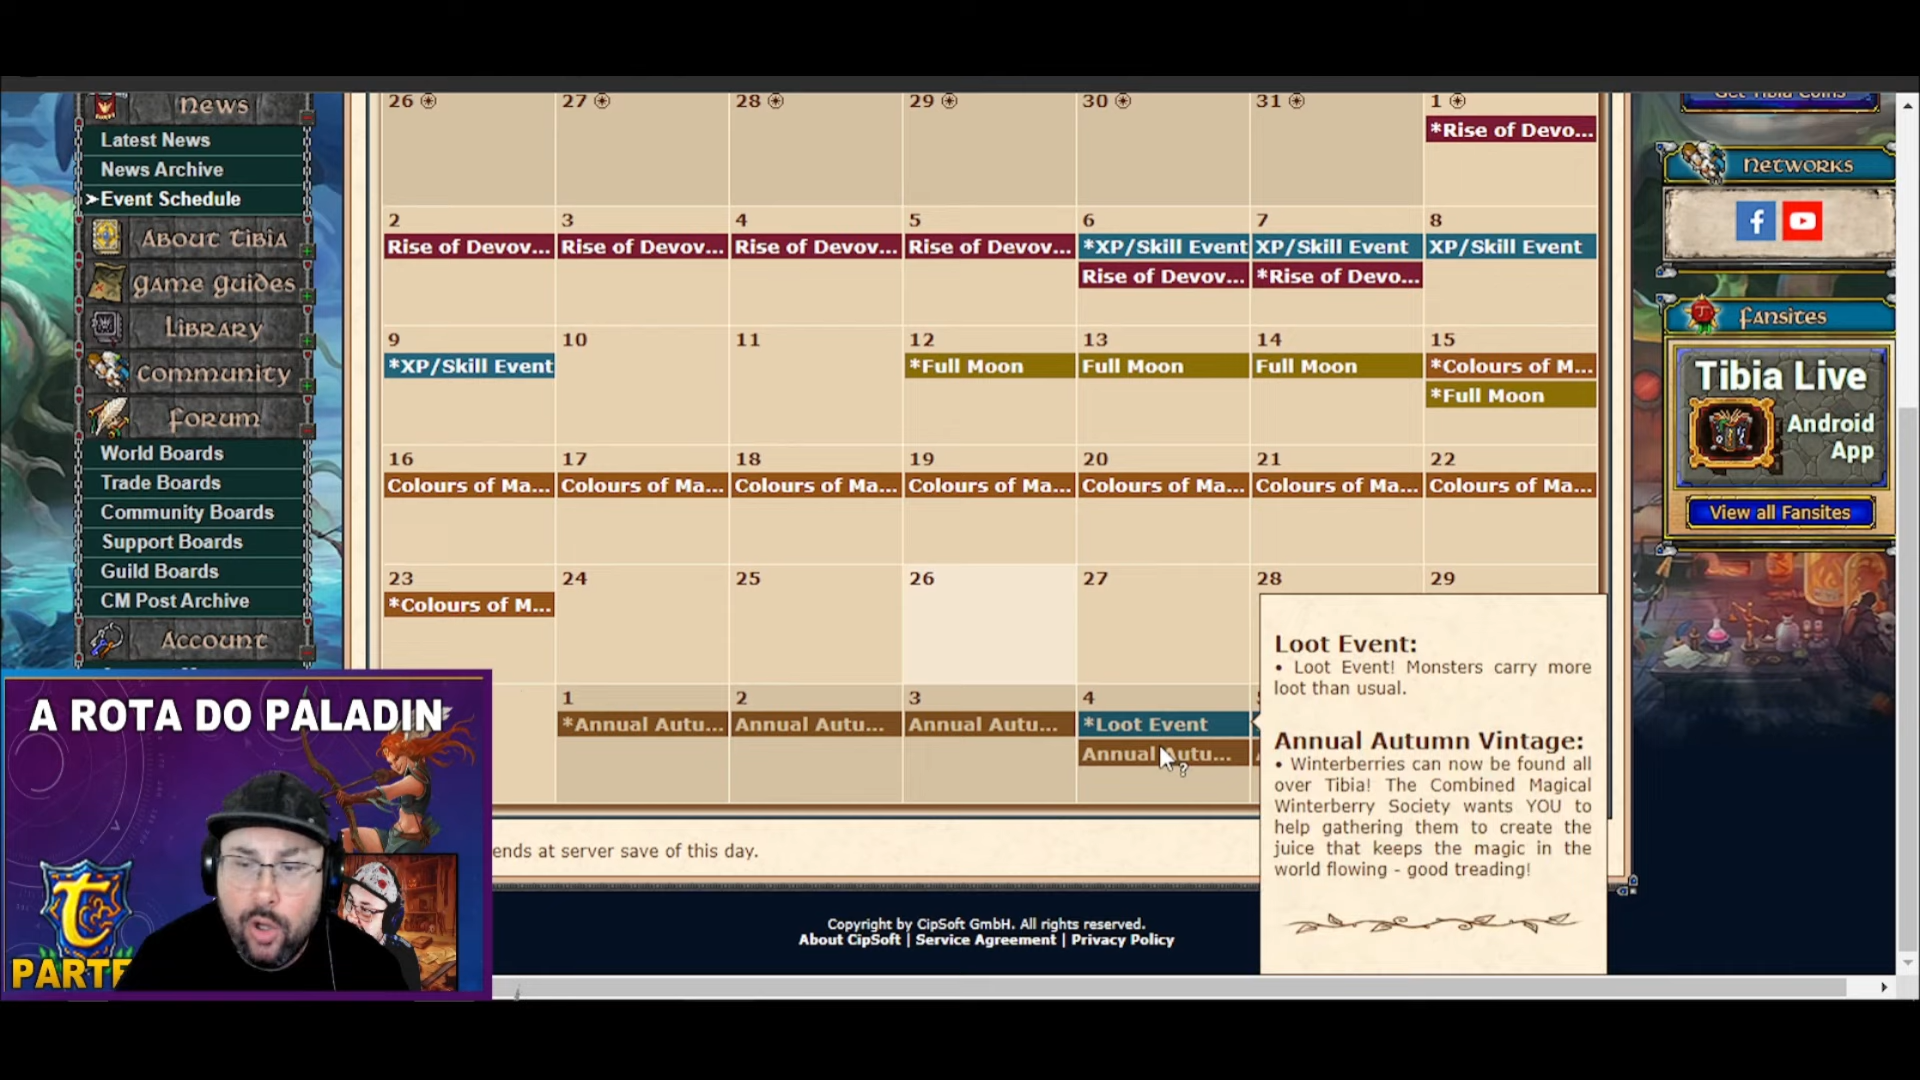 News
Latest News
News Archive
Event Schedule
About Tibia
Game Guides
Library
Community
Forum
World Boards
Trade Boards
Community Boards
Support Boards
Guild Boards
CM Post Archive
Account
26 27 28 29 30 31 1
*Rise of Devo...
2 3 4 5 6 7 8
Rise of Devov... Rise of Devov... Rise of Devov... Rise of Devov... *XP/Skill Event XP/Skill Event XP/Skill Event
Rise of Devov... *Rise of Devo...
9 10 11 12 13 14 15
*XP/Skill Event *Full Moon Full Moon Full Moon *Colours of M...
*Full Moon
16 17 18 19 20 21 22
Colours of Ma... Colours of Ma... Colours of Ma... Colours of Ma... Colours of Ma... Colours of Ma... Colours of Ma...
23 24 25 26 27 28 29
*Colours of M...
1 2 3 4
*Annual Autu... Annual Autu... Annual Autu... *Loot Event
Annual Autu...
Loot Event:
• Loot Event! Monsters carry more
loot than usual.
Annual Autumn Vintage:
• Winterberries can now be found all
over Tibia! The Combined Magical
Winterberry Society wants YOU to
help gathering them to create the
juice that keeps the magic in the
world flowing - good treading!
ends at server save of this day.
Copyright by CipSoft GmbH. All rights reserved.
About CipSoft | Service Agreement | Privacy Policy
Get Tibia Coins
Networks
Fansites
Tibia Live
Android
App
View all Fansites
A ROTA DO PALADIN
PARTE